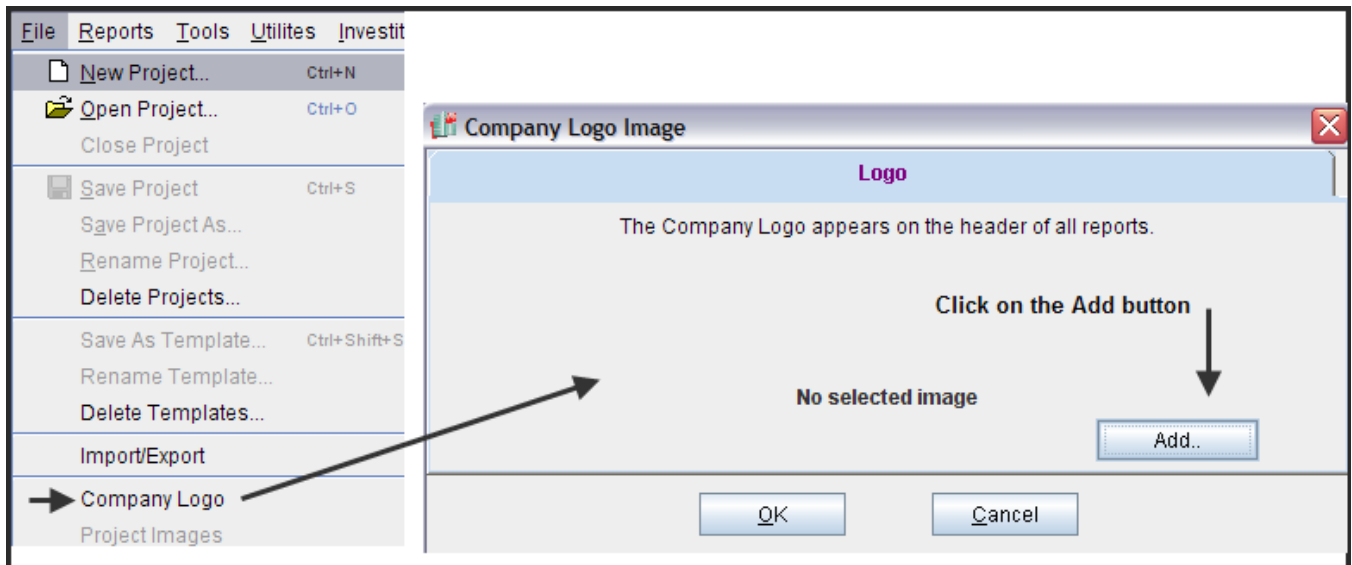 File Reports Tools Utilites Investit
New Project... Ctrl+N
Open Project... Ctrl+O
Close Project
Save Project Ctrl+S
Save Project As...
Rename Project...
Delete Projects...
Save As Template... Ctrl+Shift+S
Rename Template...
Delete Templates...
Import/Export
Company Logo
Project Images
Company Logo Image
Logo
The Company Logo appears on the header of all reports.
Click on the Add button
No selected image
Add..
OK Cancel